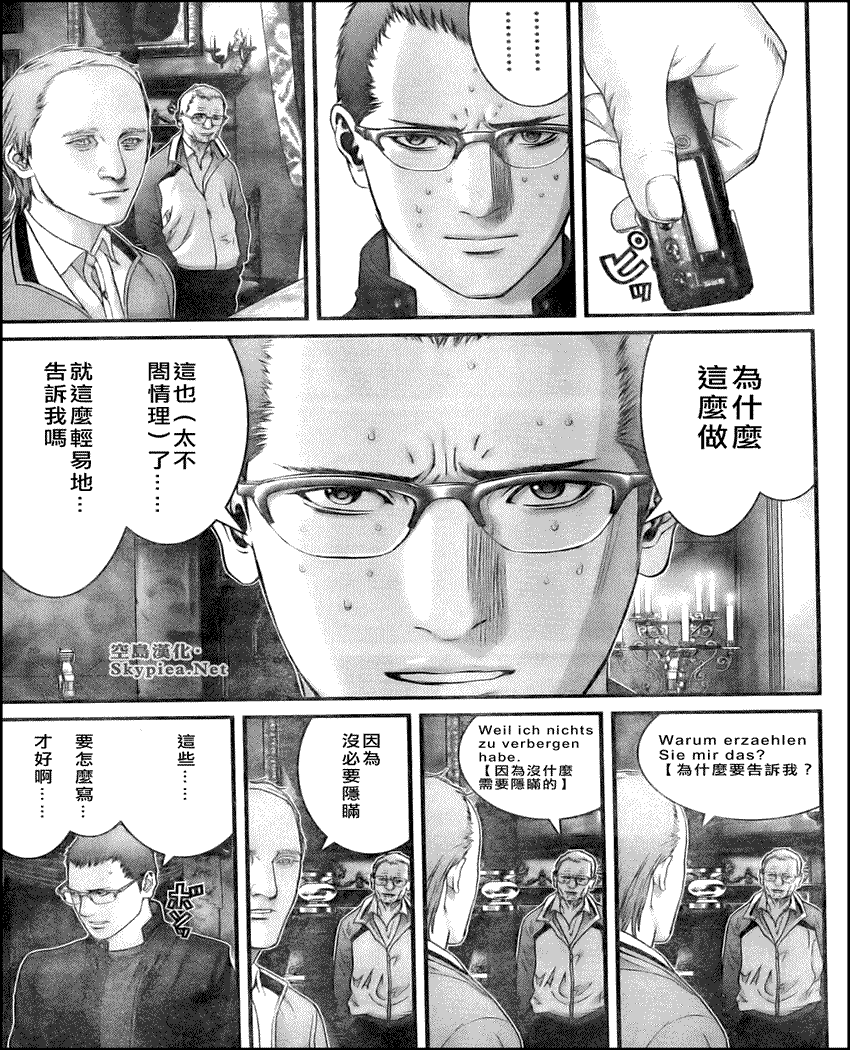 …………
ピッ
為什麼
這麼做
這也（太不
閤情理）了……
就這麼輕易地…
告訴我嗎
空島漢化·
Skypiea.Net
Warum erzaehlen
Sie mir das?
【為什麼要告訴我？
Weil ich nichts
zu verbergen
habe.
【因為沒什麼
需要隱瞞的】
因為
沒必要隱瞞
這些……
要怎麼寫…
才好啊……
ボソッ